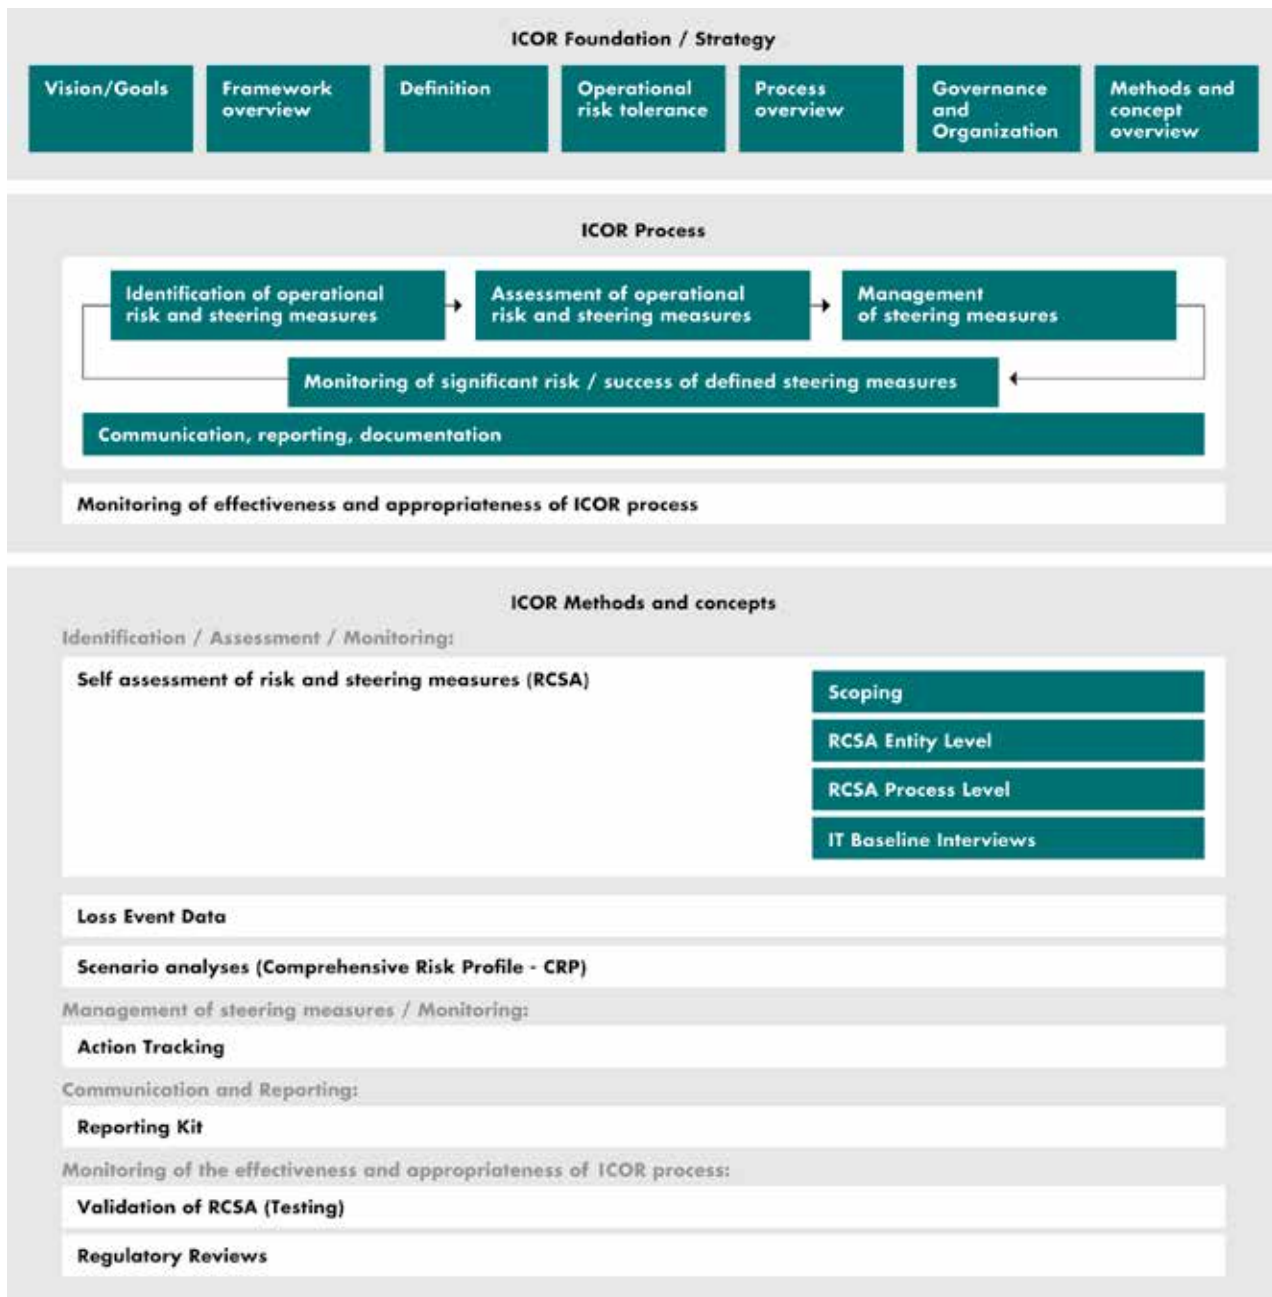 ICOR Foundation / Strategy
Vision/Goals
Framework
overview
Definition
Operational
risk tolerance
Process
overview
Governance
and
Organization
Methods and
concept
overview
ICOR Process
Identification of operational
risk and steering measures
Assessment of operational
risk and steering measures
Management
of steering measures
Monitoring of significant risk / success of defined steering measures
Communication, reporting, documentation
Monitoring of effectiveness and appropriateness of ICOR process
ICOR Methods and concepts
Identification / Assessment / Monitoring:
Self assessment of risk and steering measures (RCSA)
Scoping
RCSA Entity Level
RCSA Process Level
IT Baseline Interviews
Loss Event Data
Scenario analyses (Comprehensive Risk Profile - CRP)
Management of steering measures / Monitoring:
Action Tracking
Communication and Reporting:
Reporting Kit
Monitoring of the effectiveness and appropriateness of ICOR process:
Validation of RCSA (Testing)
Regulatory Reviews